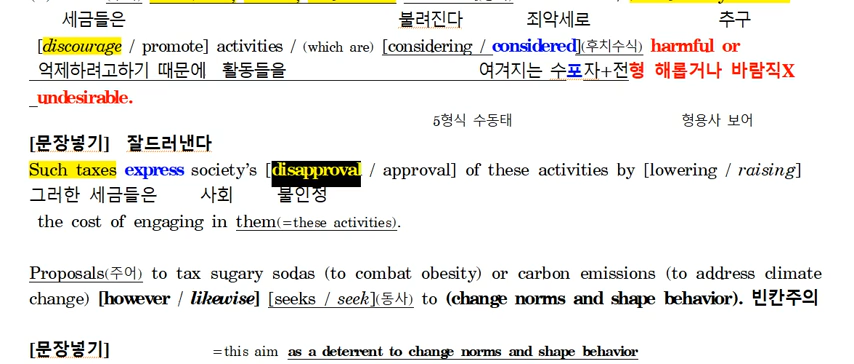 세금들은 불려진다 죄악세로 추구
[discourage / promote] activities / (which are) [considering / considered](후치수식) harmful or
억제하려고하기 때문에 활동들을 여겨지는 수포자+전형 해롭거나 바람직X
undesirable.
5형식 수동태 형용사 보어
[문장넣기] 잘드러낸다
Such taxes express society's [disapproval / approval] of these activities by [lowering / raising]
그러한 세금들은 사회 불인정
the cost of engaging in them(=these activities).
Proposals(주어) to tax sugary sodas (to combat obesity) or carbon emissions (to address climate
change) [however / likewise] [seeks / seek](동사) to (change norms and shape behavior). 빈칸주의
[문장넣기] =this aim as a deterrent to change norms and shape behavior